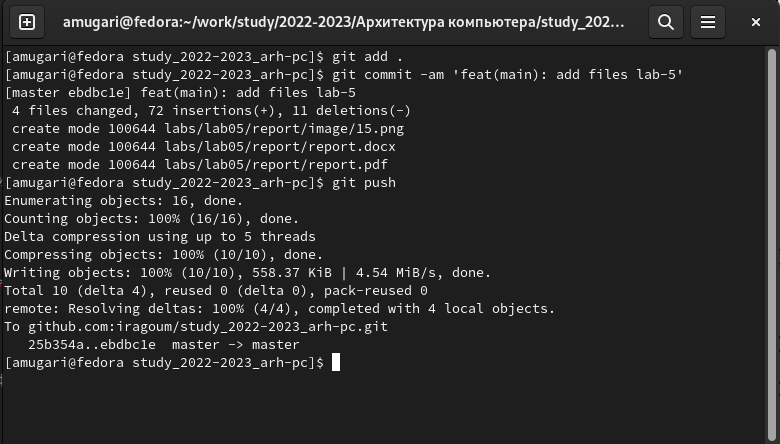 amugari@fedora:~/work/study/2022-2023/Архитектура компьютера/study_202...
[amugari@fedora study_2022-2023_arh-pc]$ git add .
[amugari@fedora study_2022-2023_arh-pc]$ git commit -am 'feat(main): add files lab-5'
[master ebdbc1e] feat(main): add files lab-5
 4 files changed, 72 insertions(+), 11 deletions(-)
 create mode 100644 labs/lab05/report/image/15.png
 create mode 100644 labs/lab05/report/report.docx
 create mode 100644 labs/lab05/report/report.pdf
[amugari@fedora study_2022-2023_arh-pc]$ git push
Enumerating objects: 16, done.
Counting objects: 100% (16/16), done.
Delta compression using up to 5 threads
Compressing objects: 100% (10/10), done.
Writing objects: 100% (10/10), 558.37 KiB | 4.54 MiB/s, done.
Total 10 (delta 4), reused 0 (delta 0), pack-reused 0
remote: Resolving deltas: 100% (4/4), completed with 4 local objects.
To github.com:iragoum/study_2022-2023_arh-pc.git
   25b354a..ebdbc1e  master -> master
[amugari@fedora study_2022-2023_arh-pc]$